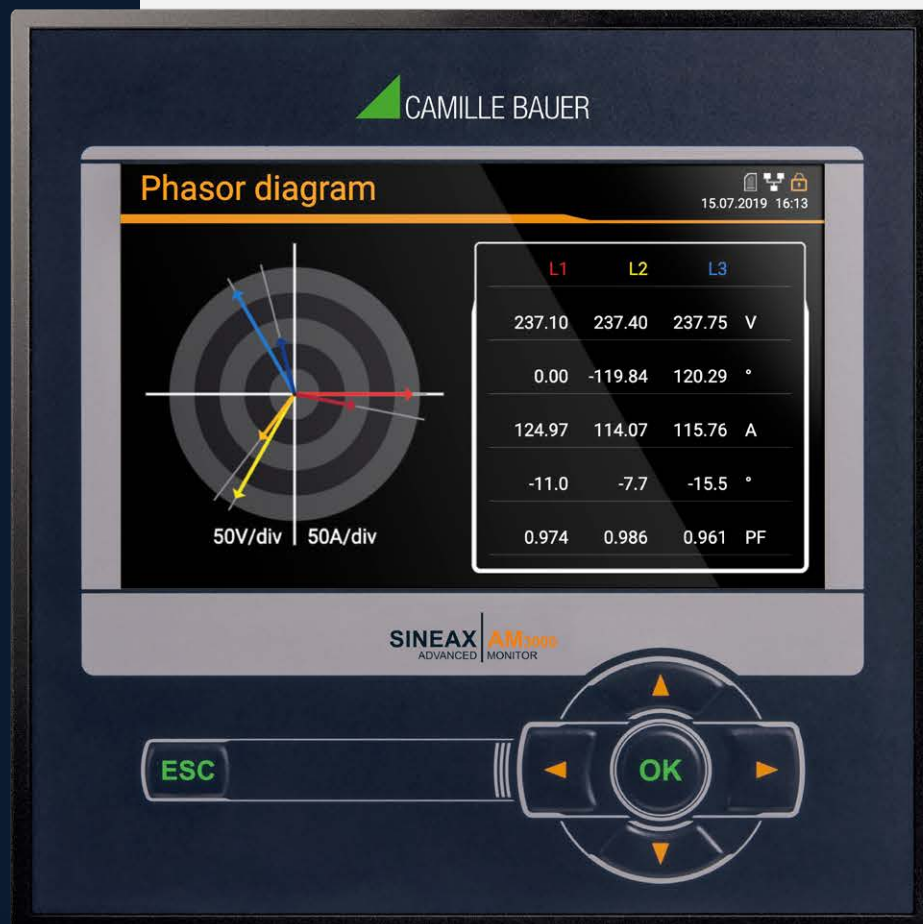 CAMILLE BAUER
Phasor diagram
15.07.2019 16:13
L1 L2 L3
237.10 237.40 237.75 V
0.00 -119.84 120.29 °
124.97 114.07 115.76 A
-11.0 -7.7 -15.5 °
0.974 0.986 0.961 PF
50V/div 50A/div
SINEAX AM3000
ADVANCED MONITOR
ESC
OK